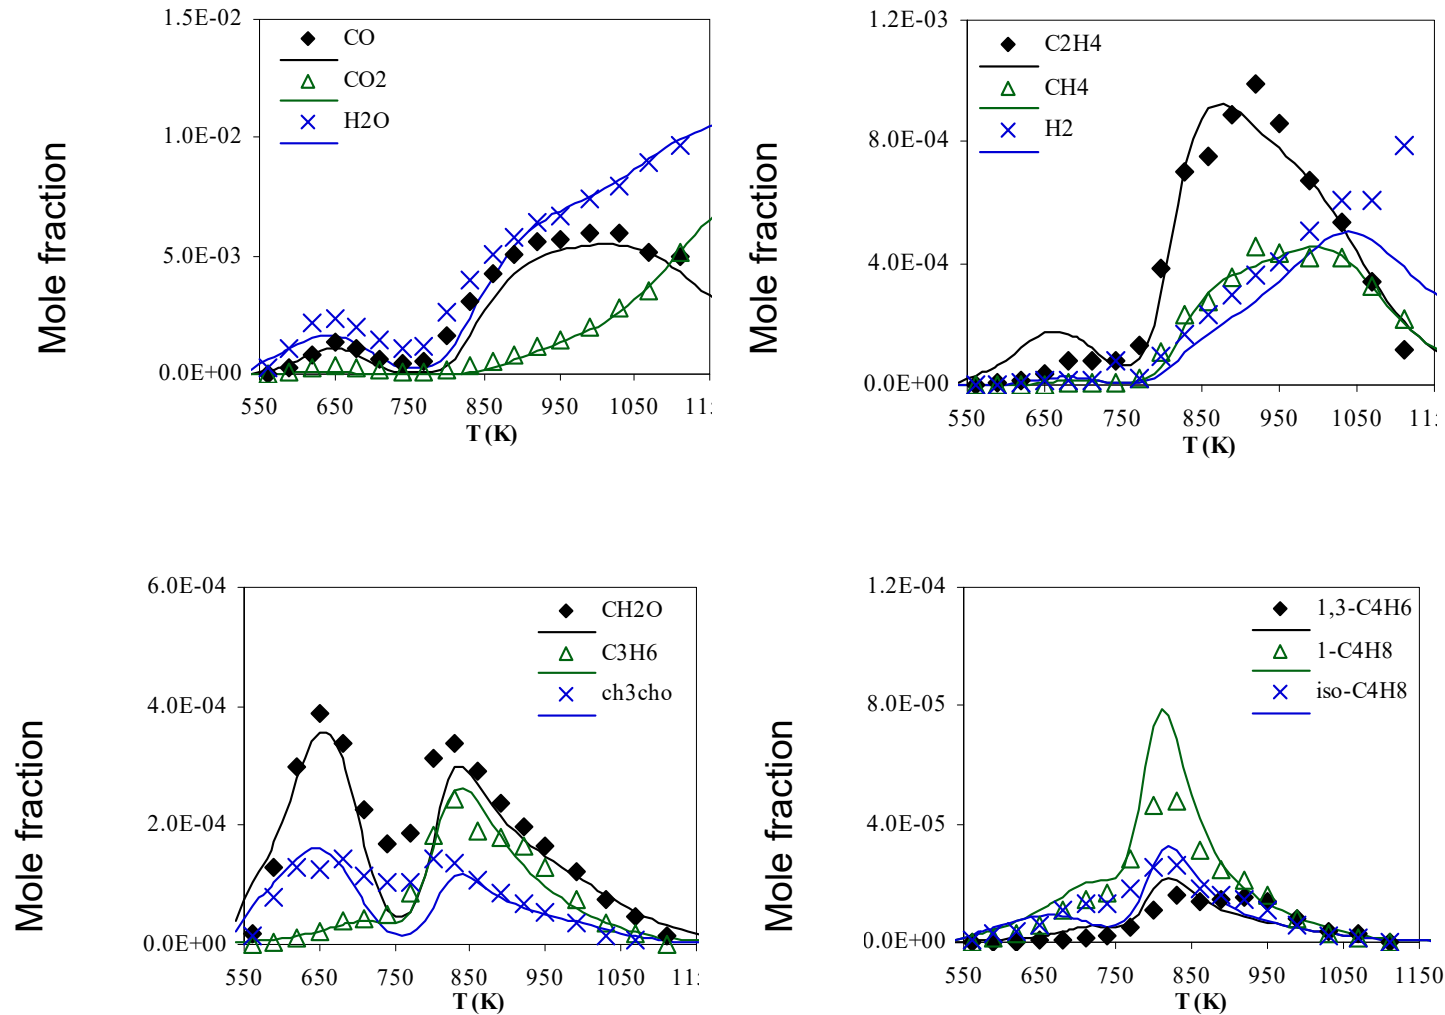 1.5E-02
CO
CO2
H2O
1.0E-02
5.0E-03
0.0E+00
550 650 750 850 950 1050 11
T (K)
Mole fraction
1.2E-03
C2H4
CH4
H2
8.0E-04
4.0E-04
0.0E+00
550 650 750 850 950 1050 11
T (K)
Mole fraction
6.0E-04
CH2O
C3H6
ch3cho
4.0E-04
2.0E-04
0.0E+00
550 650 750 850 950 1050 11
T (K)
Mole fraction
1.2E-04
1,3-C4H6
1-C4H8
iso-C4H8
8.0E-05
4.0E-05
0.0E+00
550 650 750 850 950 1050 1150
T (K)
Mole fraction